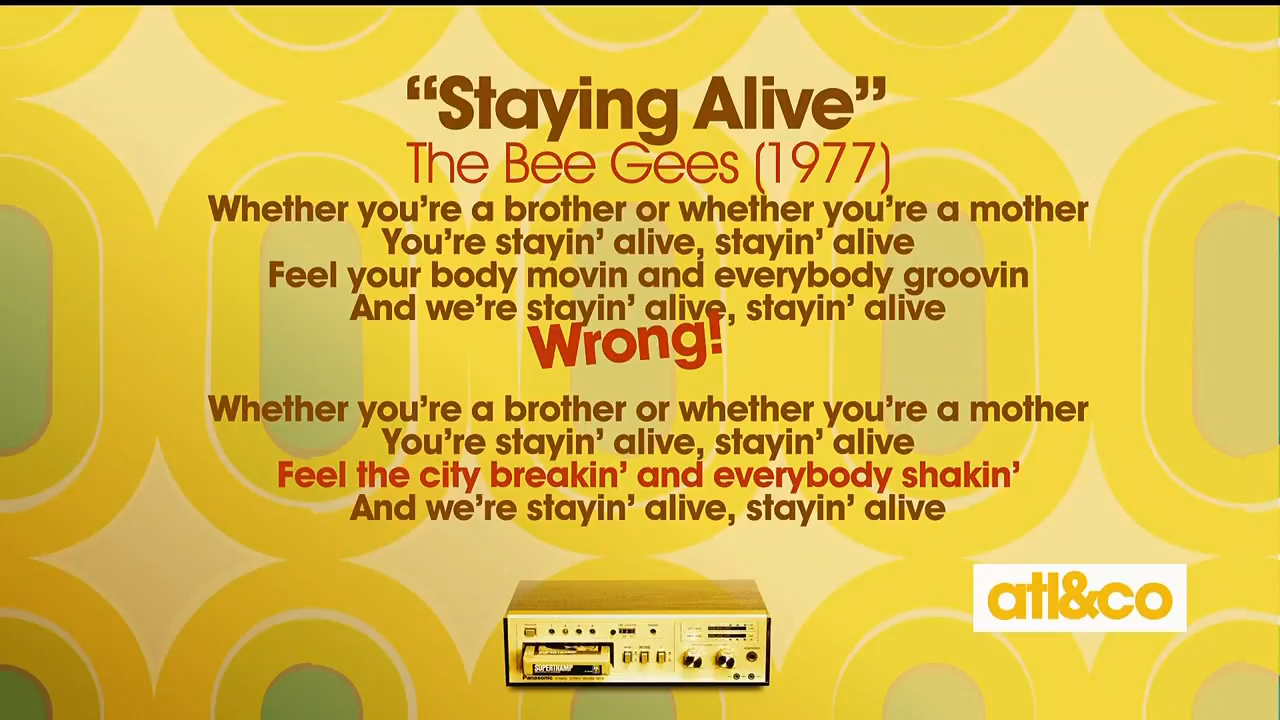 “Staying Alive”
The Bee Gees (1977)
Whether you’re a brother or whether you’re a mother
You’re stayin’ alive, stayin’ alive
Feel your body movin and everybody groovin
And we’re stayin’ alive, stayin’ alive
Wrong!
Whether you’re a brother or whether you’re a mother
You’re stayin’ alive, stayin’ alive
Feel the city breakin’ and everybody shakin’
And we’re stayin’ alive, stayin’ alive
atl&co
SUPERTRAMP
Panasonic